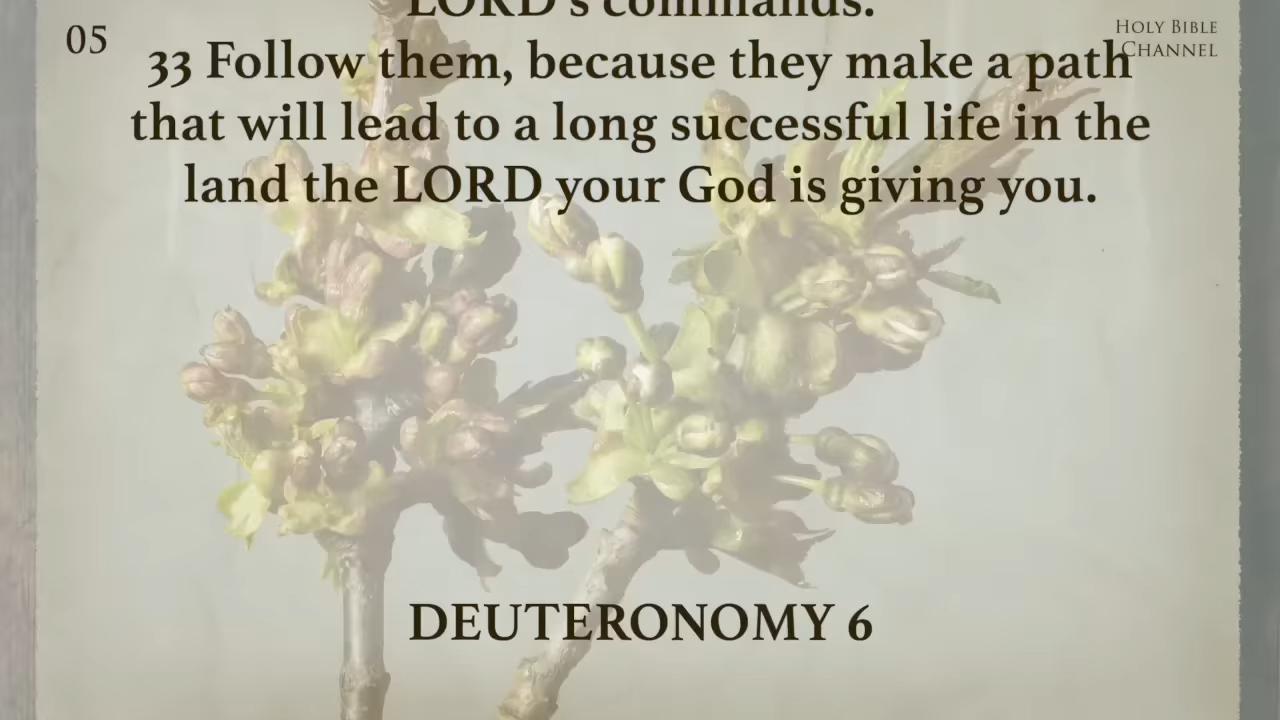 LORD's commands.
05
HOLY BIBLE
CHANNEL
33 Follow them, because they make a path
that will lead to a long successful life in the
land the LORD your God is giving you.
DEUTERONOMY 6